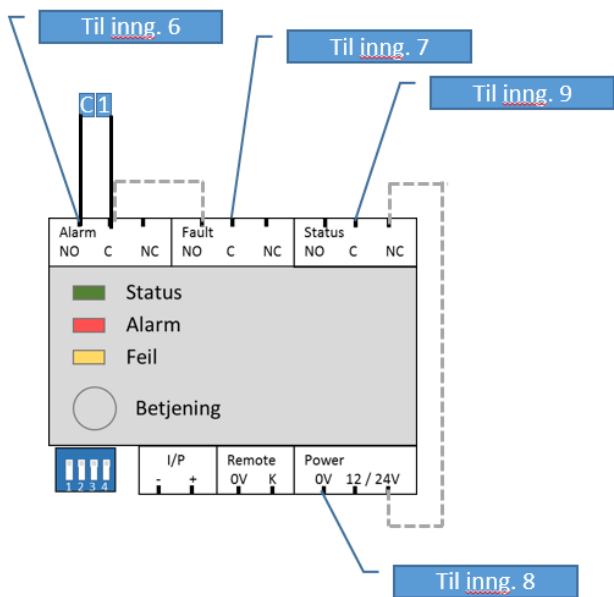 Til inng. 6
Til inng. 7
Til inng. 9
C 1
Alarm Fault Status
NO C NC NO C NC NO C NC
Status
Alarm
Feil
Betjening
I/P Remote Power
- + 0V K 0V 12 / 24V
1 2 3 4
Til inng. 8